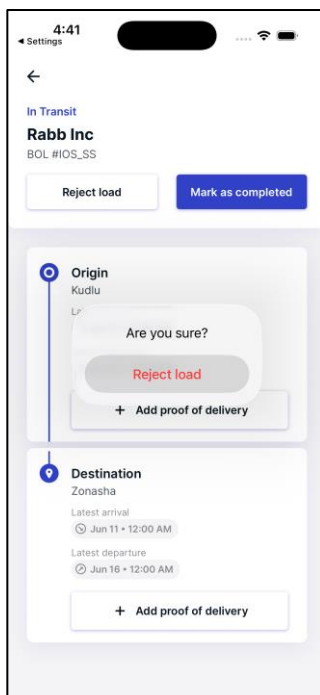 4:41
Settings
In Transit
Rabb Inc
BOL #IOS_SS
Reject load
Mark as completed
Origin
Kudlu
Are you sure?
Reject load
+ Add proof of delivery
Destination
Zonasha
Latest arrival
Jun 11 • 12:00 AM
Latest departure
Jun 16 • 12:00 AM
+ Add proof of delivery